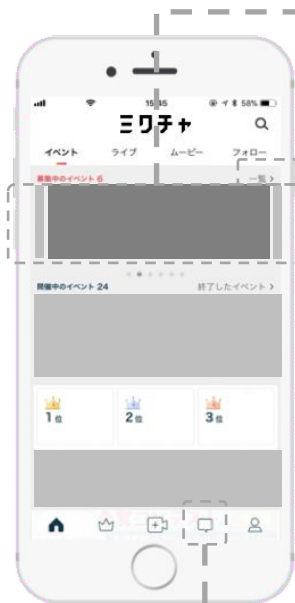 15:45
58%
ミクチャ
イベント ライブ ムービー フォロー
募集中のイベント 6 一覧 >
開催中のイベント 24 終了したイベント >
1位 2位 3位